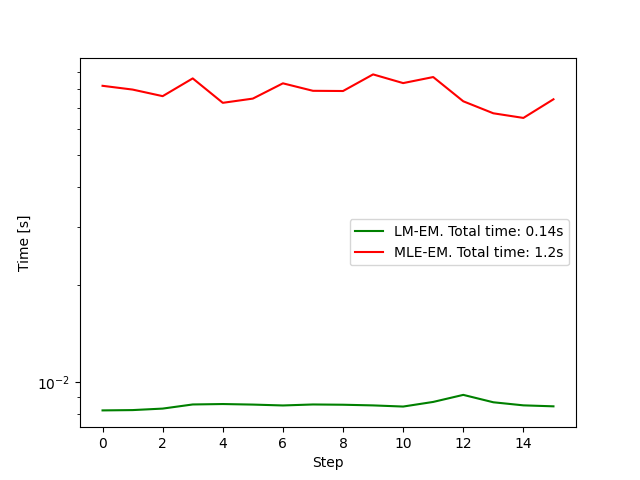 Time [s]
10⁻²
LM-EM. Total time: 0.14s
MLE-EM. Total time: 1.2s
0 2 4 6 8 10 12 14
Step